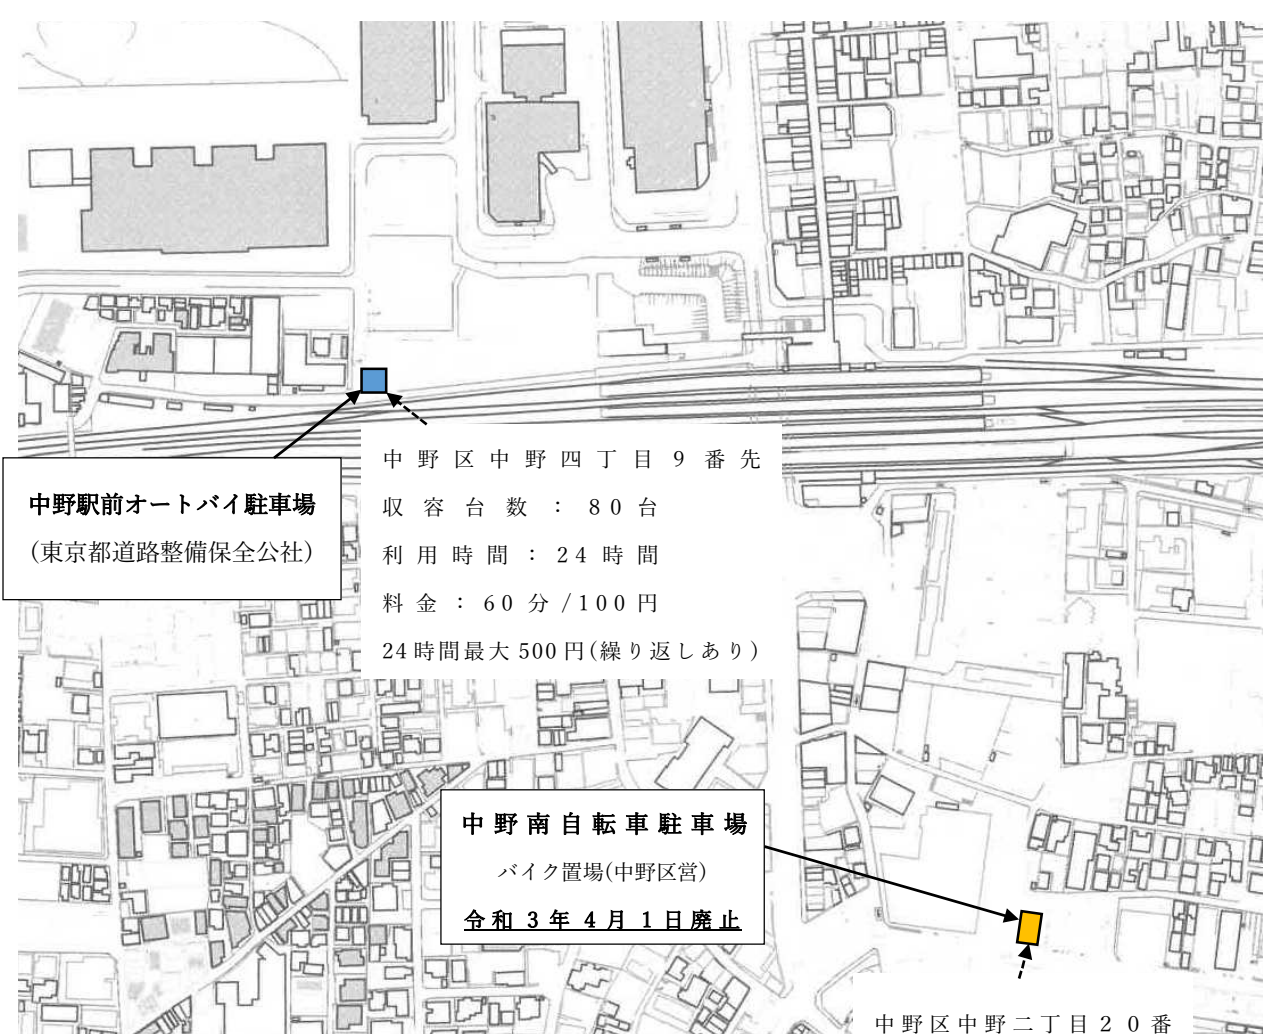 中野区中野四丁目9番先
収容台数：80台
利用時間：24時間
料金：60分/100円
24時間最大500円(繰り返しあり)
中野駅前オートバイ駐車場
(東京都道路整備保全公社)
中野南自転車駐車場
バイク置場(中野区営)
令和3年4月1日廃止
中野区中野二丁目20番